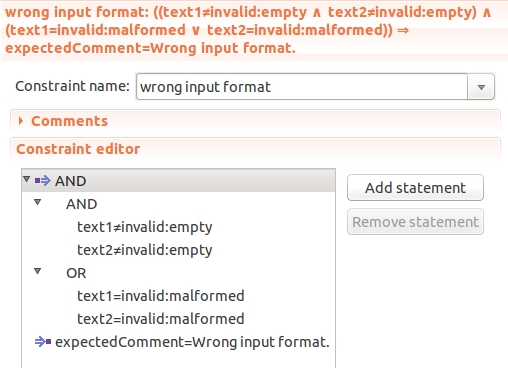 wrong input format: ((text1≠invalid:empty ∧ text2≠invalid:empty) ∧
(text1=invalid:malformed ∨ text2=invalid:malformed)) ⇒
expectedComment=Wrong input format.
Constraint name: wrong input format
Comments
Constraint editor
AND
AND
text1≠invalid:empty
text2≠invalid:empty
OR
text1=invalid:malformed
text2=invalid:malformed
expectedComment=Wrong input format.
Add statement
Remove statement